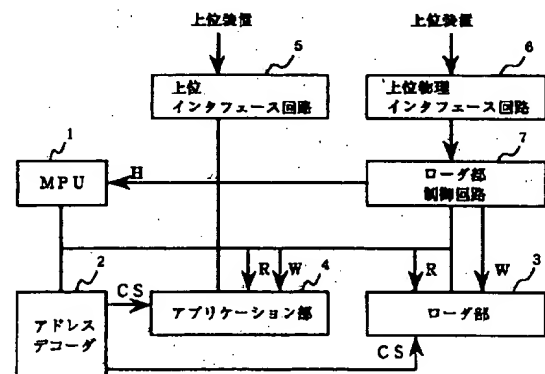 上位装置
上位装置
5
6
上位
インタフェース回路
上位物理
インタフェース回路
1
7
MPU
H
ローダ部
制御回路
2
R
W
4
R
W
3
CS
アドレス
デコーダ
アプリケーション部
ローダ部
CS